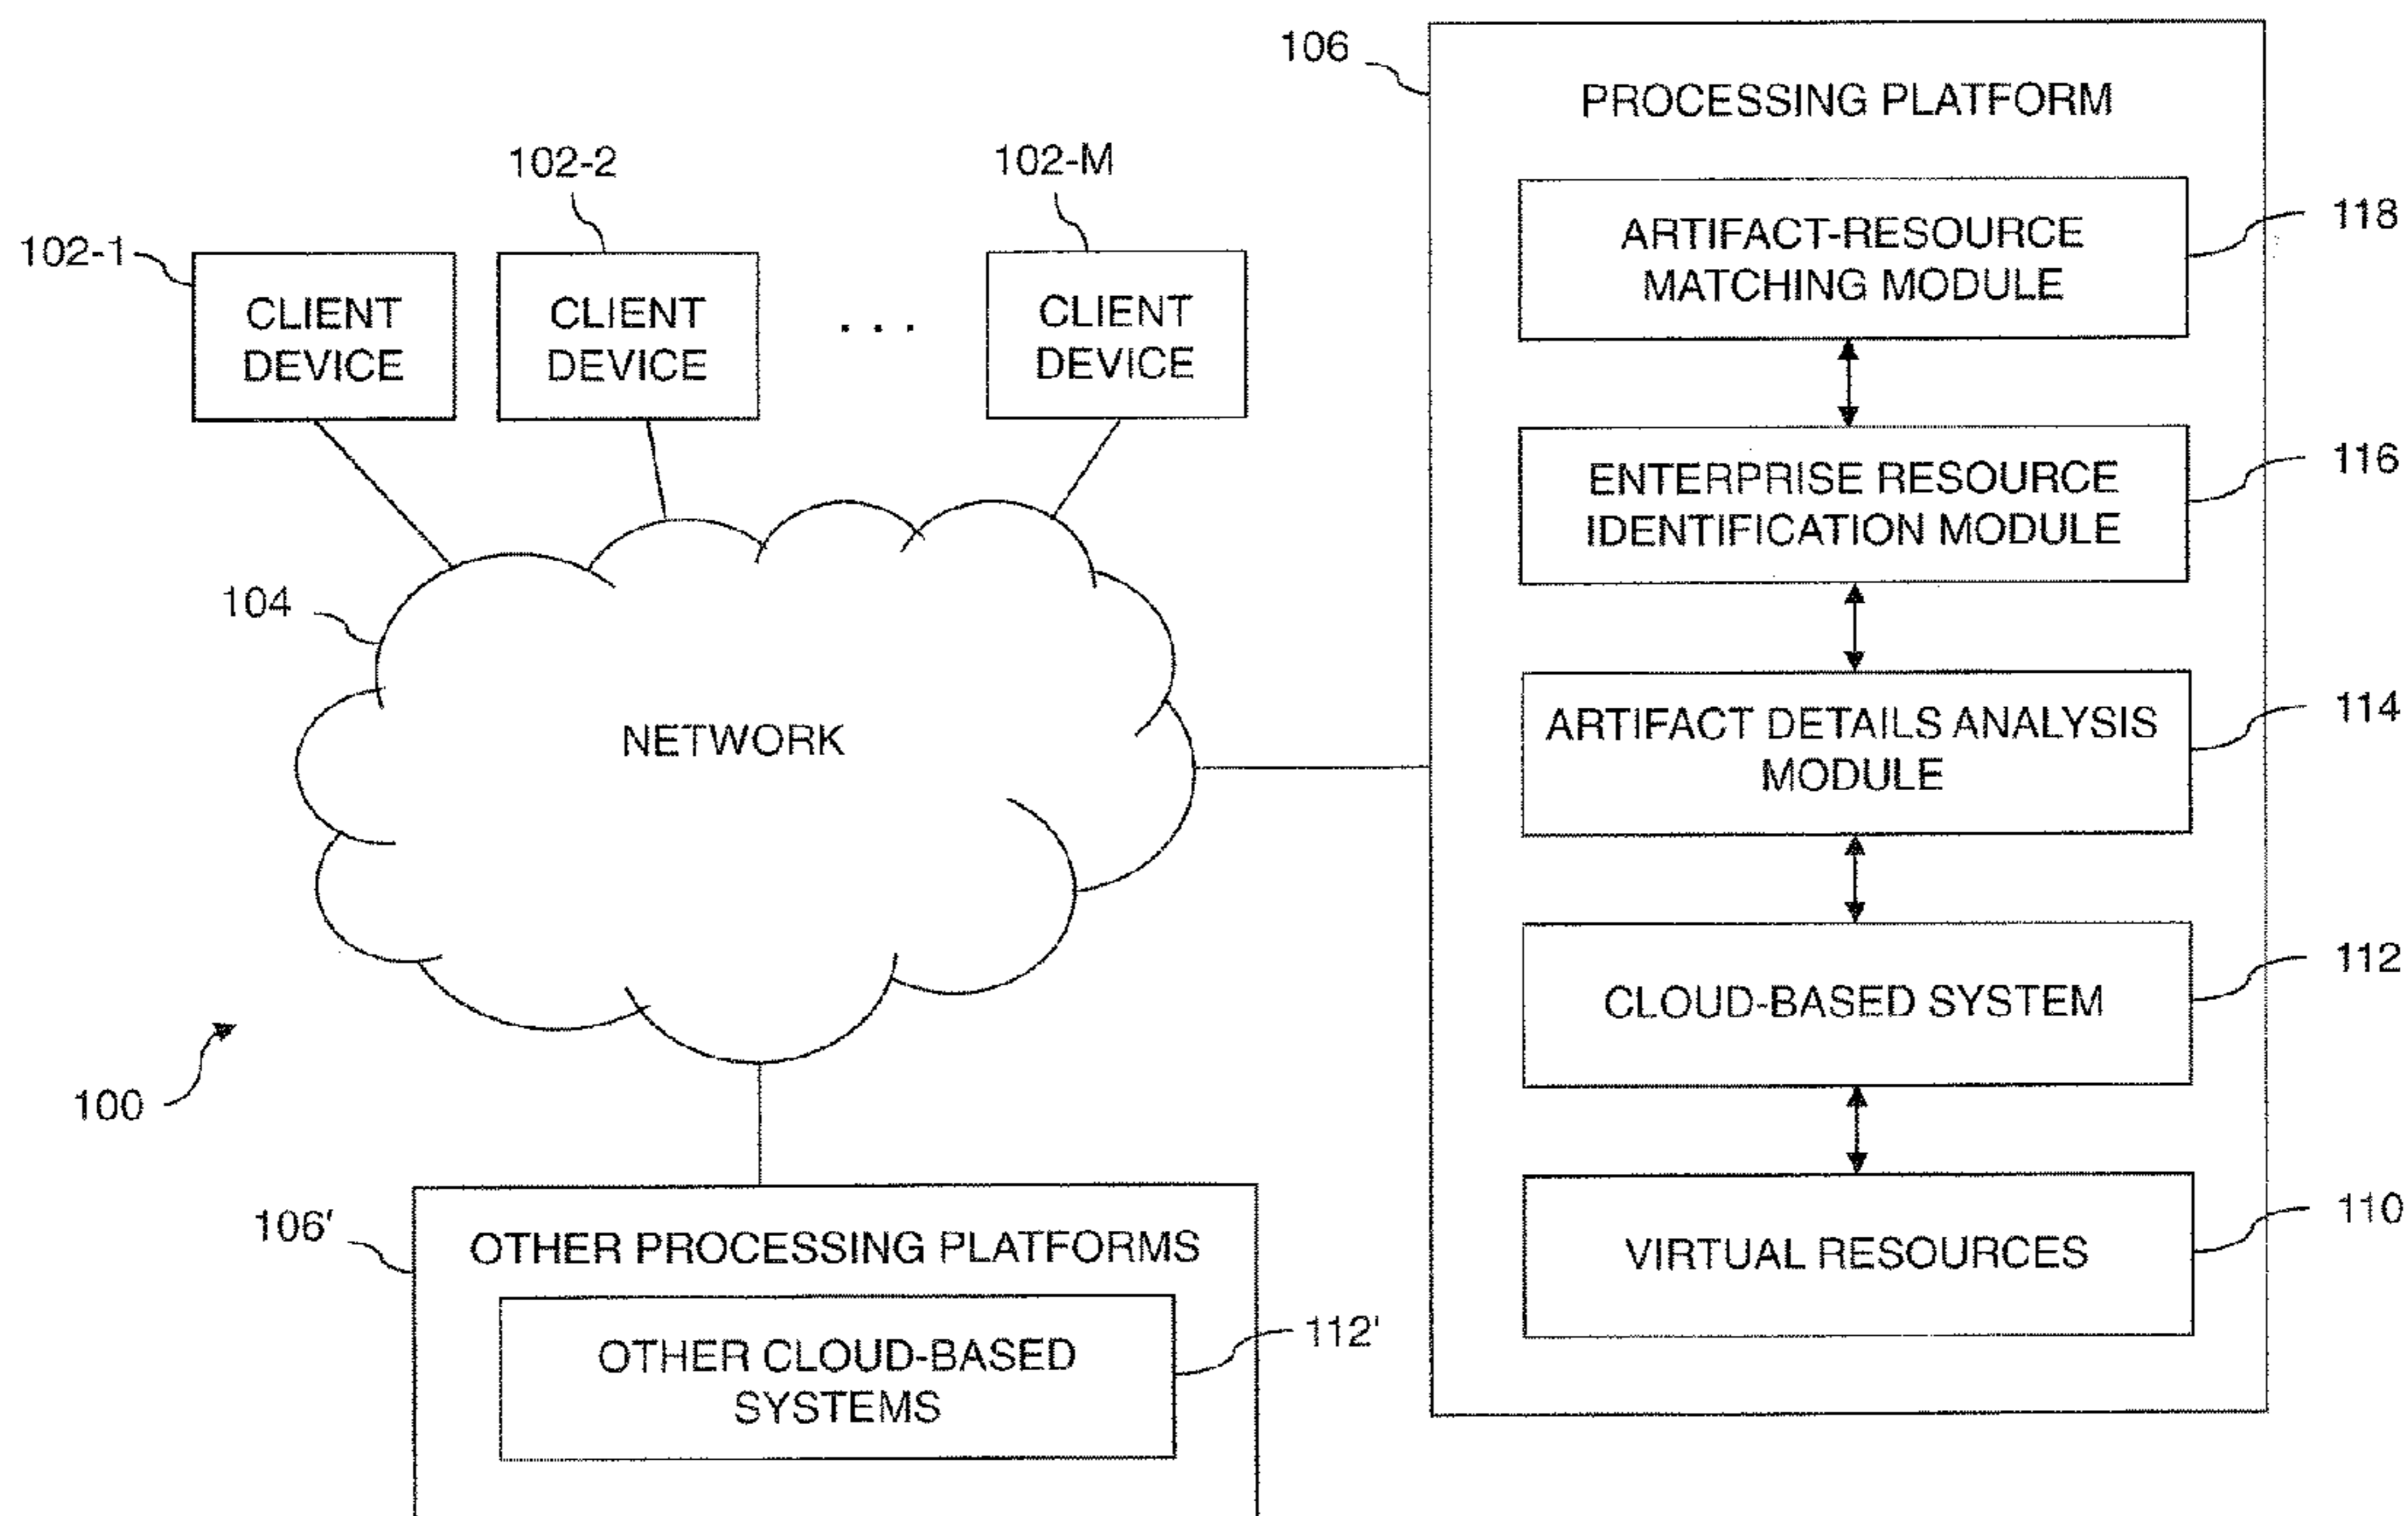 106
PROCESSING PLATFORM
102-2
102-M
102-1
CLIENT
DEVICE
CLIENT
DEVICE
. . .
CLIENT
DEVICE
ARTIFACT-RESOURCE
MATCHING MODULE
118
ENTERPRISE RESOURCE
IDENTIFICATION MODULE
116
104
NETWORK
ARTIFACT DETAILS ANALYSIS
MODULE
114
CLOUD-BASED SYSTEM
112
100
VIRTUAL RESOURCES
110
106'
OTHER PROCESSING PLATFORMS
OTHER CLOUD-BASED
SYSTEMS
112'